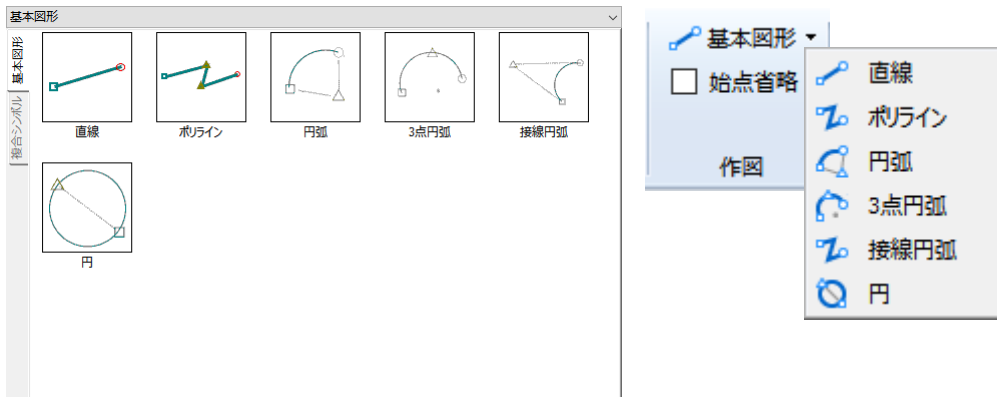 基本図形
基本図形
複合シンボル
直線
ポリライン
円弧
3点円弧
接線円弧
円
基本図形
始点省略
作図
直線
ポリライン
円弧
3点円弧
接線円弧
円